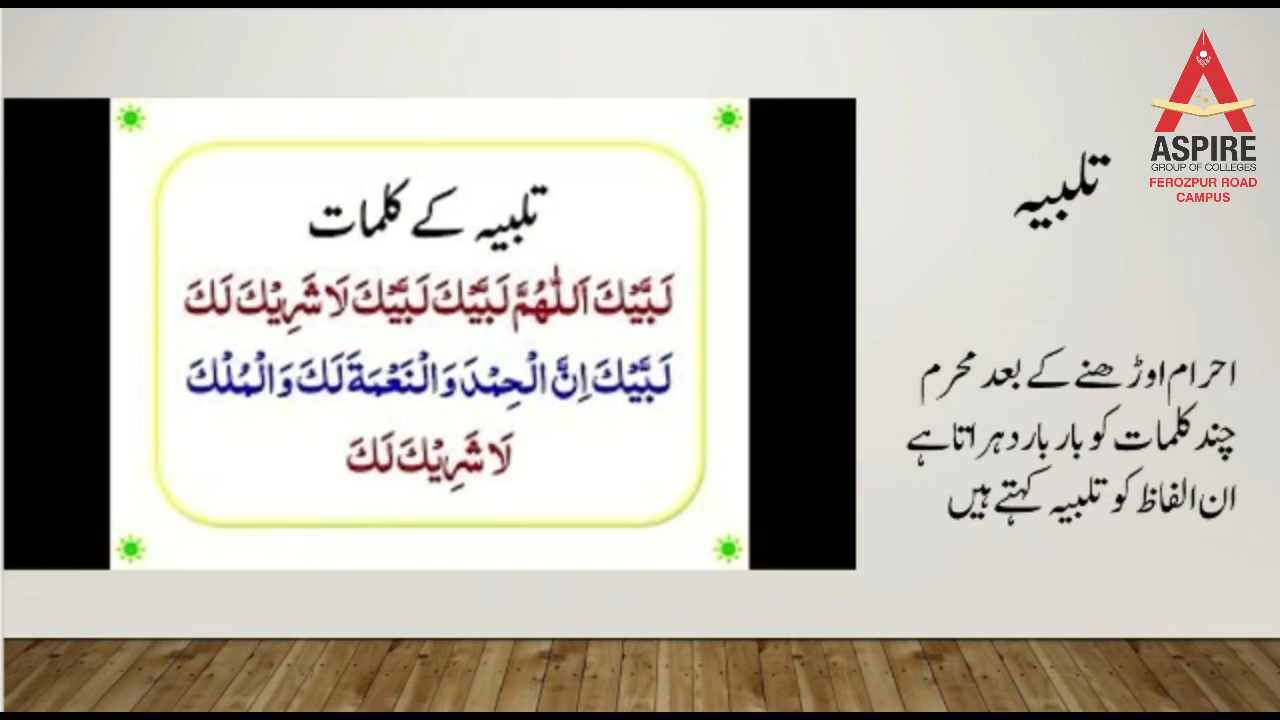 تلبیہ
احرام اوڑھنے کے بعد محرم
چند کلمات کو بار بار دہراتا ہے
ان الفاظ کو تلبیہ کہتے ہیں
تلبیہ کے کلمات
لَبَّيْكَ اَللّٰهُمَّ لَبَّيْكَ لَبَّيْكَ لَا شَرِيْكَ لَكَ
لَبَّيْكَ اِنَّ الْحَمْدَ وَالْنَعْمَةَ لَكَ وَالْمُلْكَ
لَا شَرِيْكَ لَكَ
ASPIRE
GROUP OF COLLEGES
FEROZPUR ROAD
CAMPUS